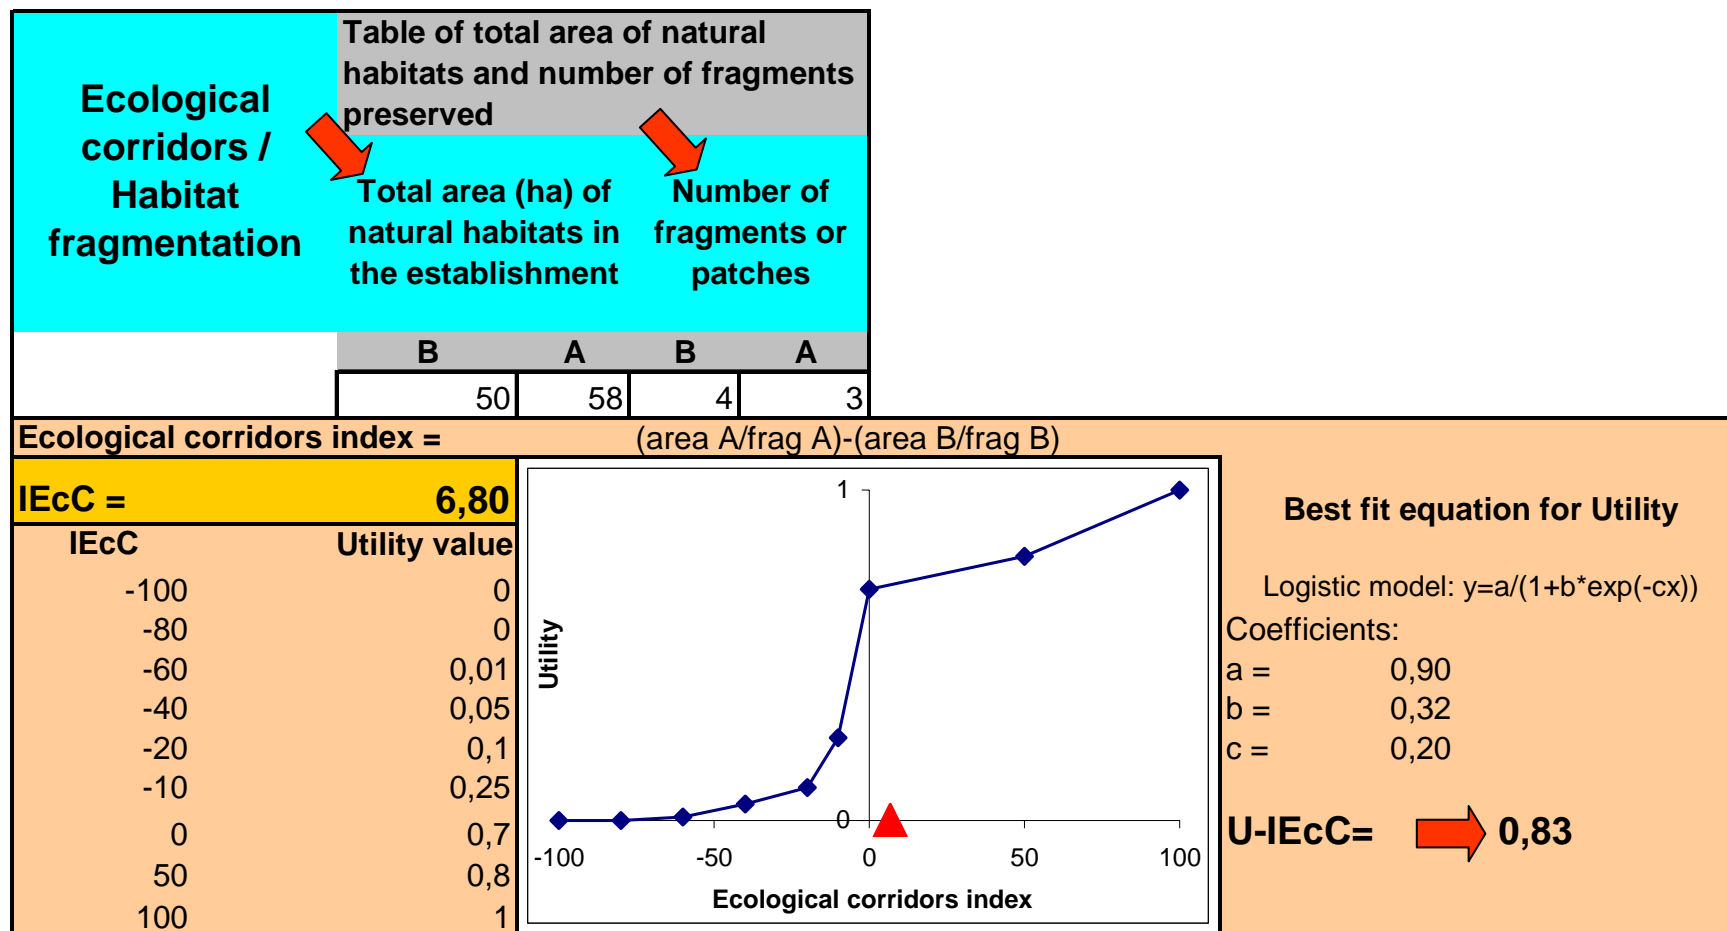 Ecological
corridors /
Habitat
fragmentation
Table of total area of natural
habitats and number of fragments
preserved
Total area (ha) of
natural habitats in
the establishment
Number of
fragments or
patches
B A B A
50 58 4 3
Ecological corridors index = (area A/frag A)-(area B/frag B)
IEcC = 6,80
IEcC Utility value
-100 0
-80 0
-60 0,01
-40 0,05
-20 0,1
-10 0,25
0 0,7
50 0,8
100 1
1
0
Utility
-100 -50 0 50 100
Ecological corridors index
Best fit equation for Utility
Logistic model: y=a/(1+b*exp(-cx))
Coefficients:
a = 0,90
b = 0,32
c = 0,20
U-IEcC= 0,83